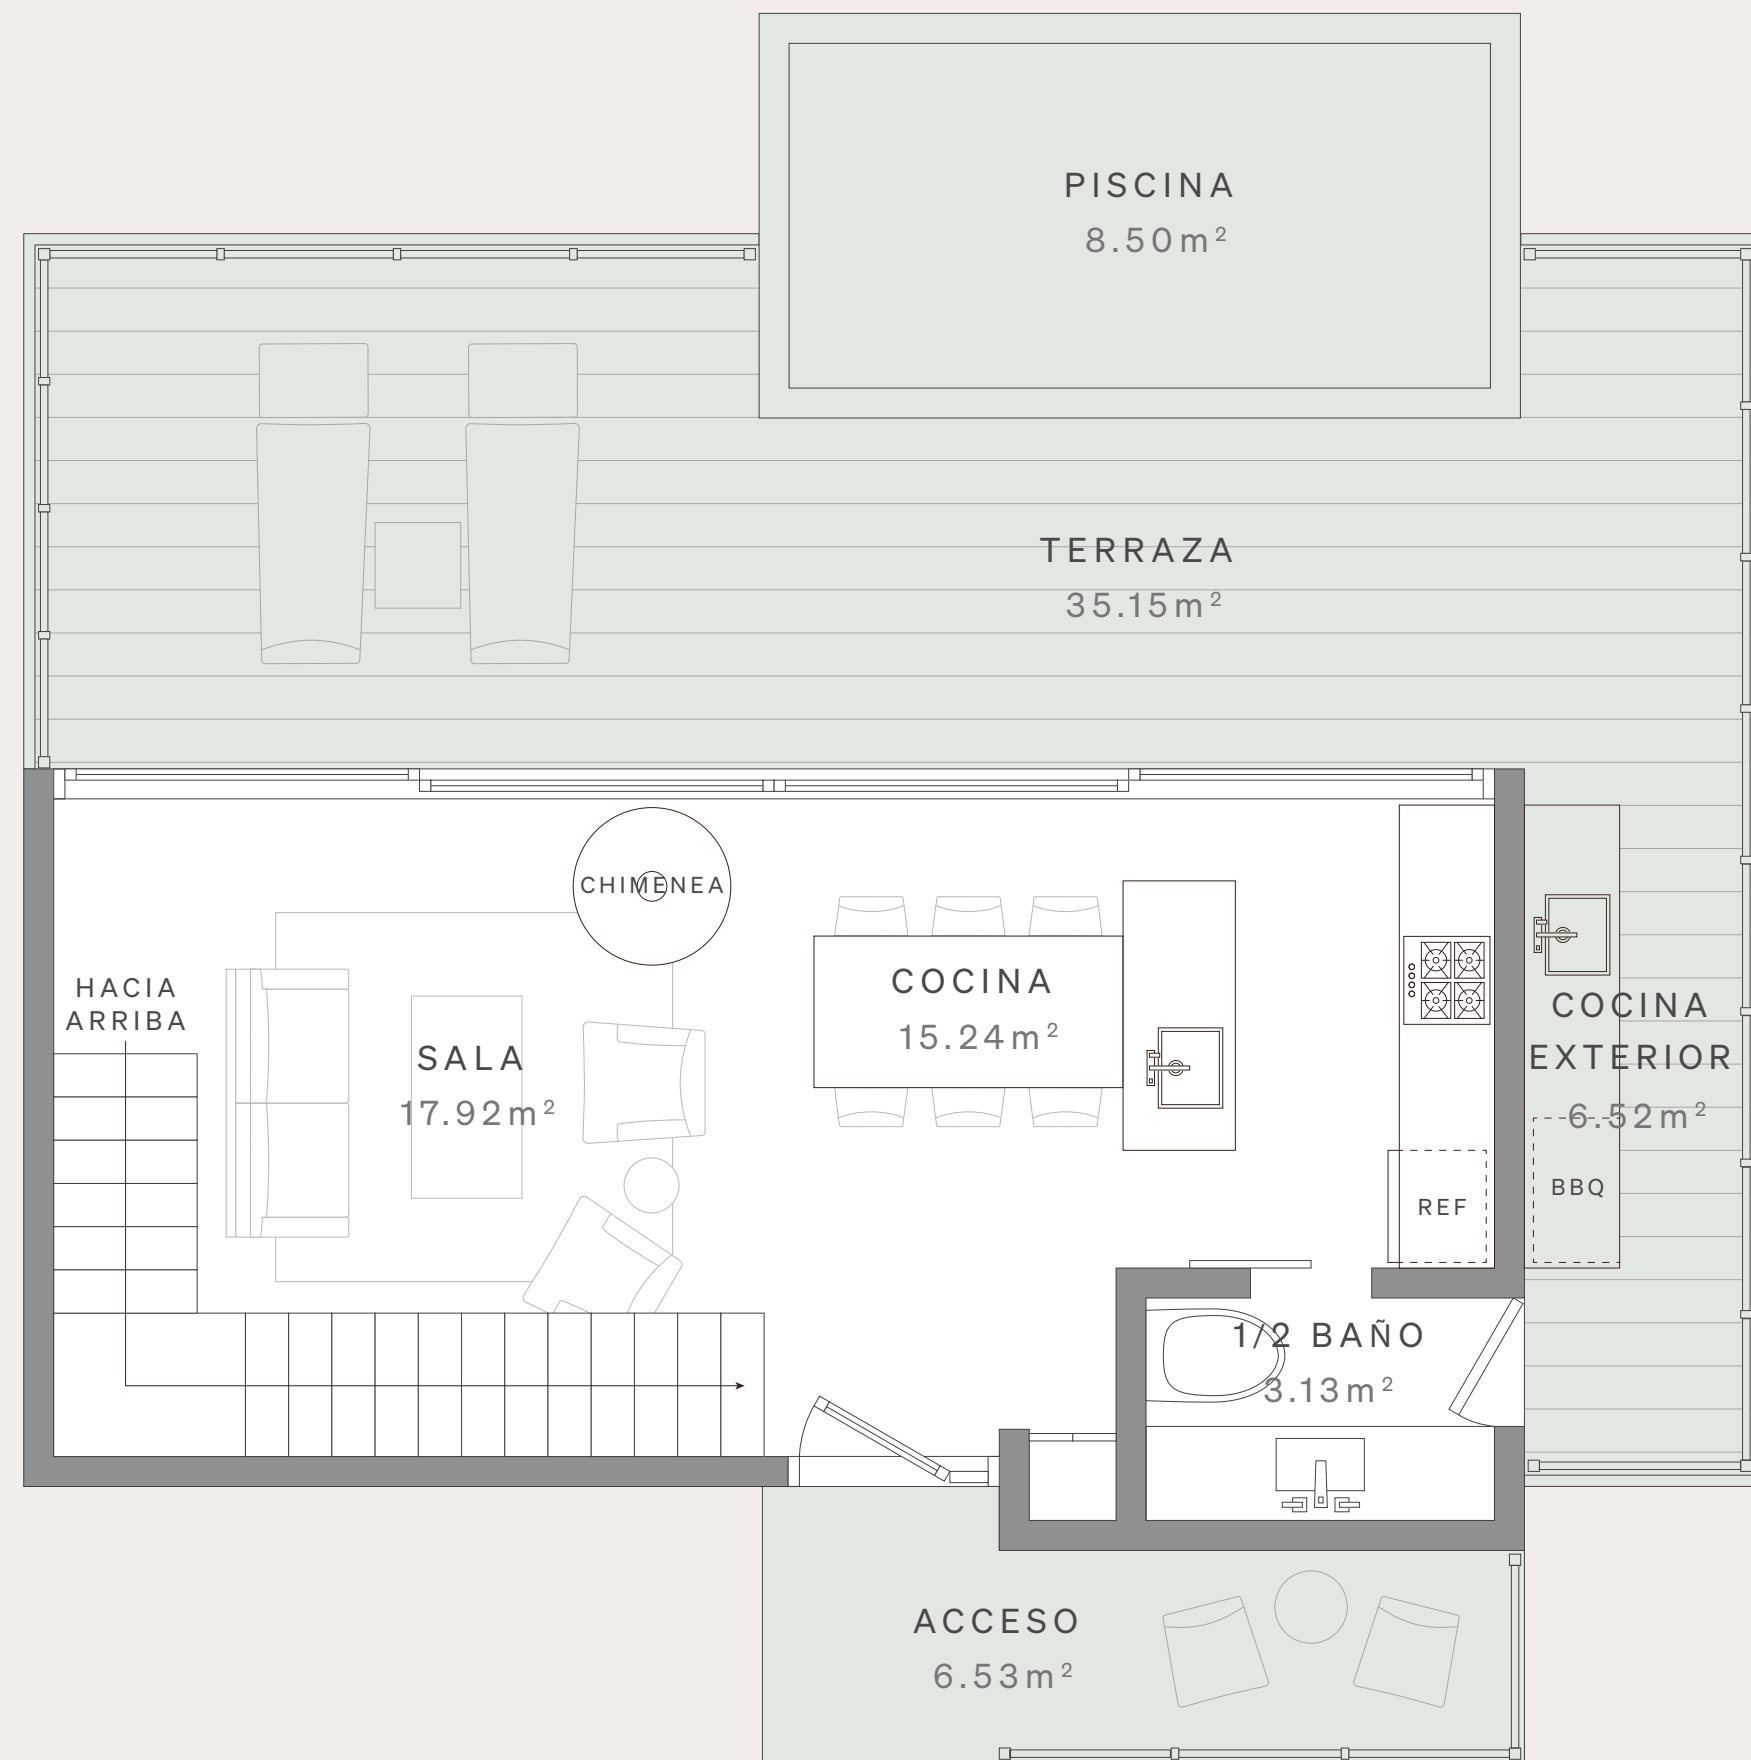 PISCINA
8.50m²
TERRAZA
35.15m²
CHIMENEA
HACIA
ARRIBA
SALA
17.92m²
COCINA
15.24m²
COCINA
EXTERIOR
6.52m²
BBQ
REF
1/2 BAÑO
3.13m²
ACCESO
6.53m²